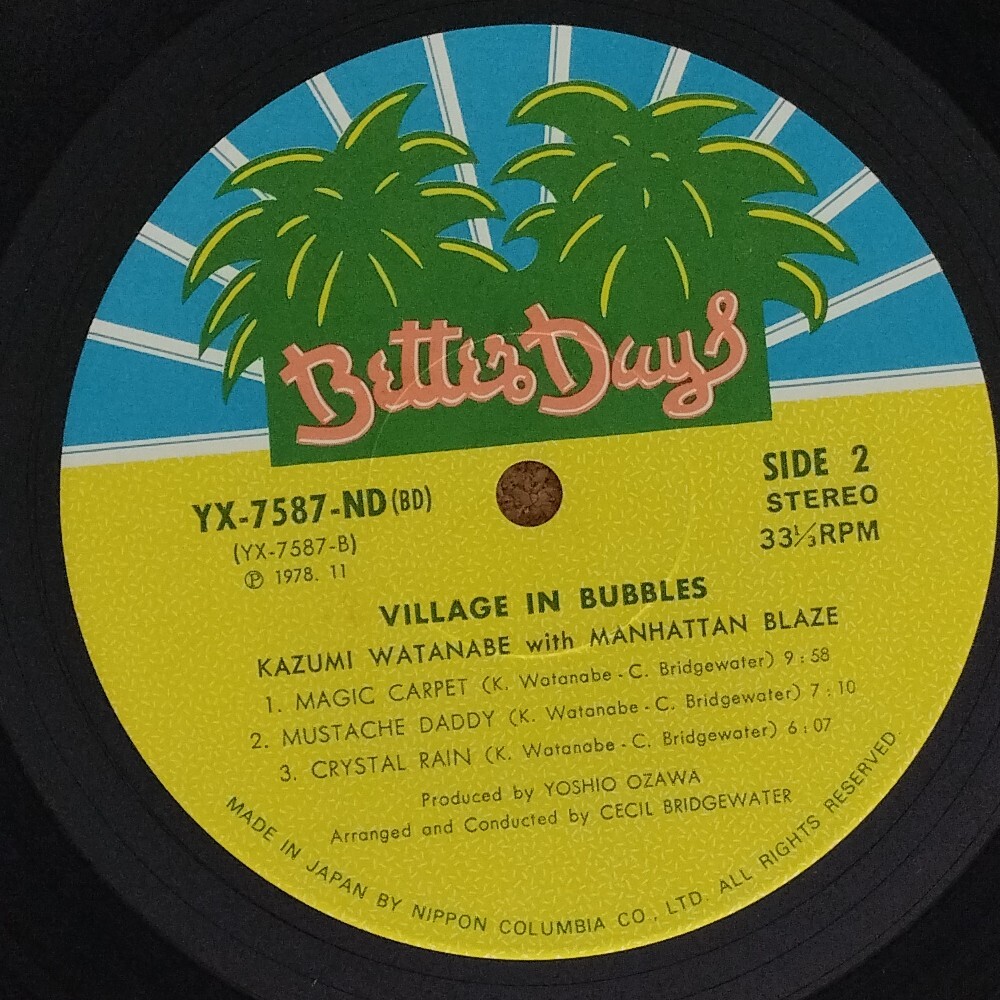 Better Days
YX-7587-ND(BD)
(YX-7587-B)
Ⓟ 1978. 11
SIDE 2
STEREO
33⅓RPM
VILLAGE IN BUBBLES
KAZUMI WATANABE with MANHATTAN BLAZE
1. MAGIC CARPET (K. Watanabe - C. Bridgewater) 9:58
2. MUSTACHE DADDY (K. Watanabe - C. Bridgewater) 7:10
3. CRYSTAL RAIN (K. Watanabe - C. Bridgewater) 6:07
Produced by YOSHIO OZAWA
Arranged and Conducted by CECIL BRIDGEWATER
MADE IN JAPAN BY NIPPON COLUMBIA CO., LTD. ALL RIGHTS RESERVED